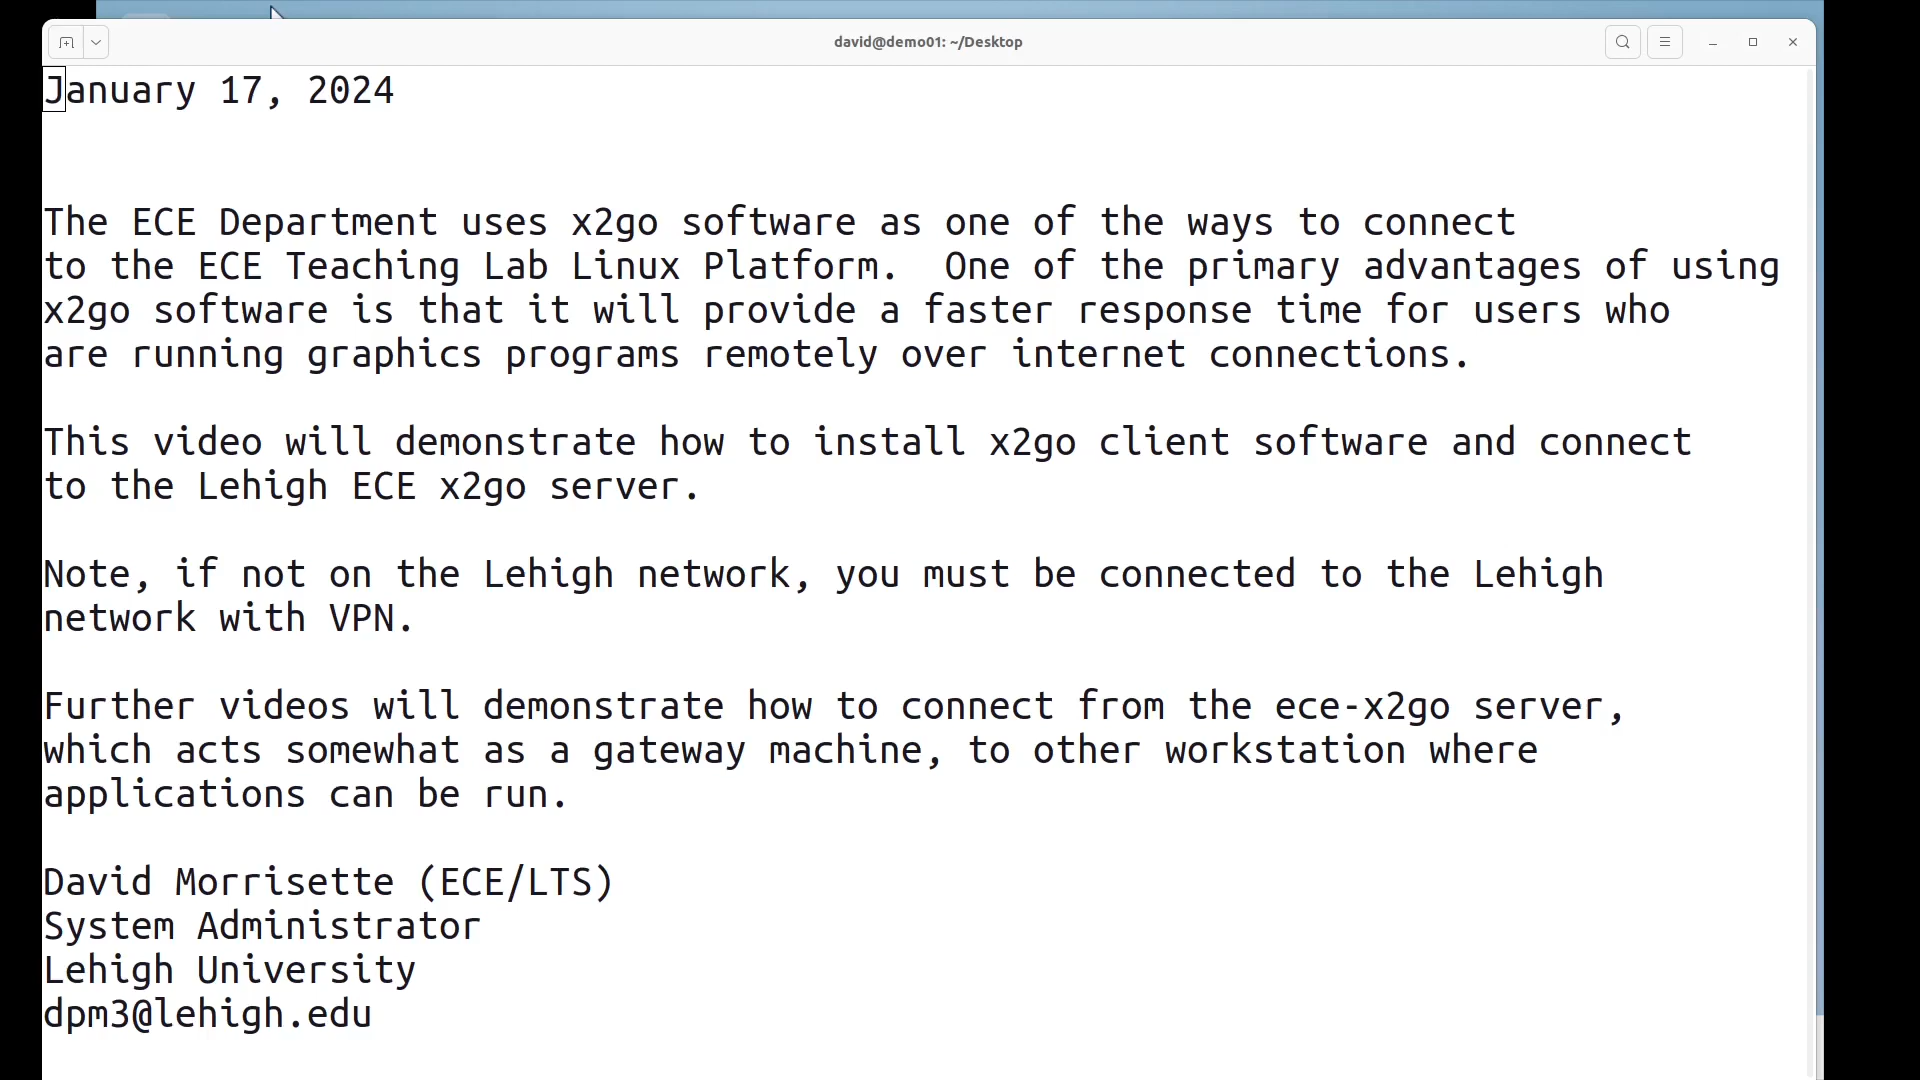 david@demo01: ~/Desktop
January 17, 2024
The ECE Department uses x2go software as one of the ways to connect
to the ECE Teaching Lab Linux Platform.  One of the primary advantages of using
x2go software is that it will provide a faster response time for users who
are running graphics programs remotely over internet connections.
This video will demonstrate how to install x2go client software and connect
to the Lehigh ECE x2go server.
Note, if not on the Lehigh network, you must be connected to the Lehigh
network with VPN.
Further videos will demonstrate how to connect from the ece-x2go server,
which acts somewhat as a gateway machine, to other workstation where
applications can be run.
David Morrisette (ECE/LTS)
System Administrator
Lehigh University
dpm3@lehigh.edu